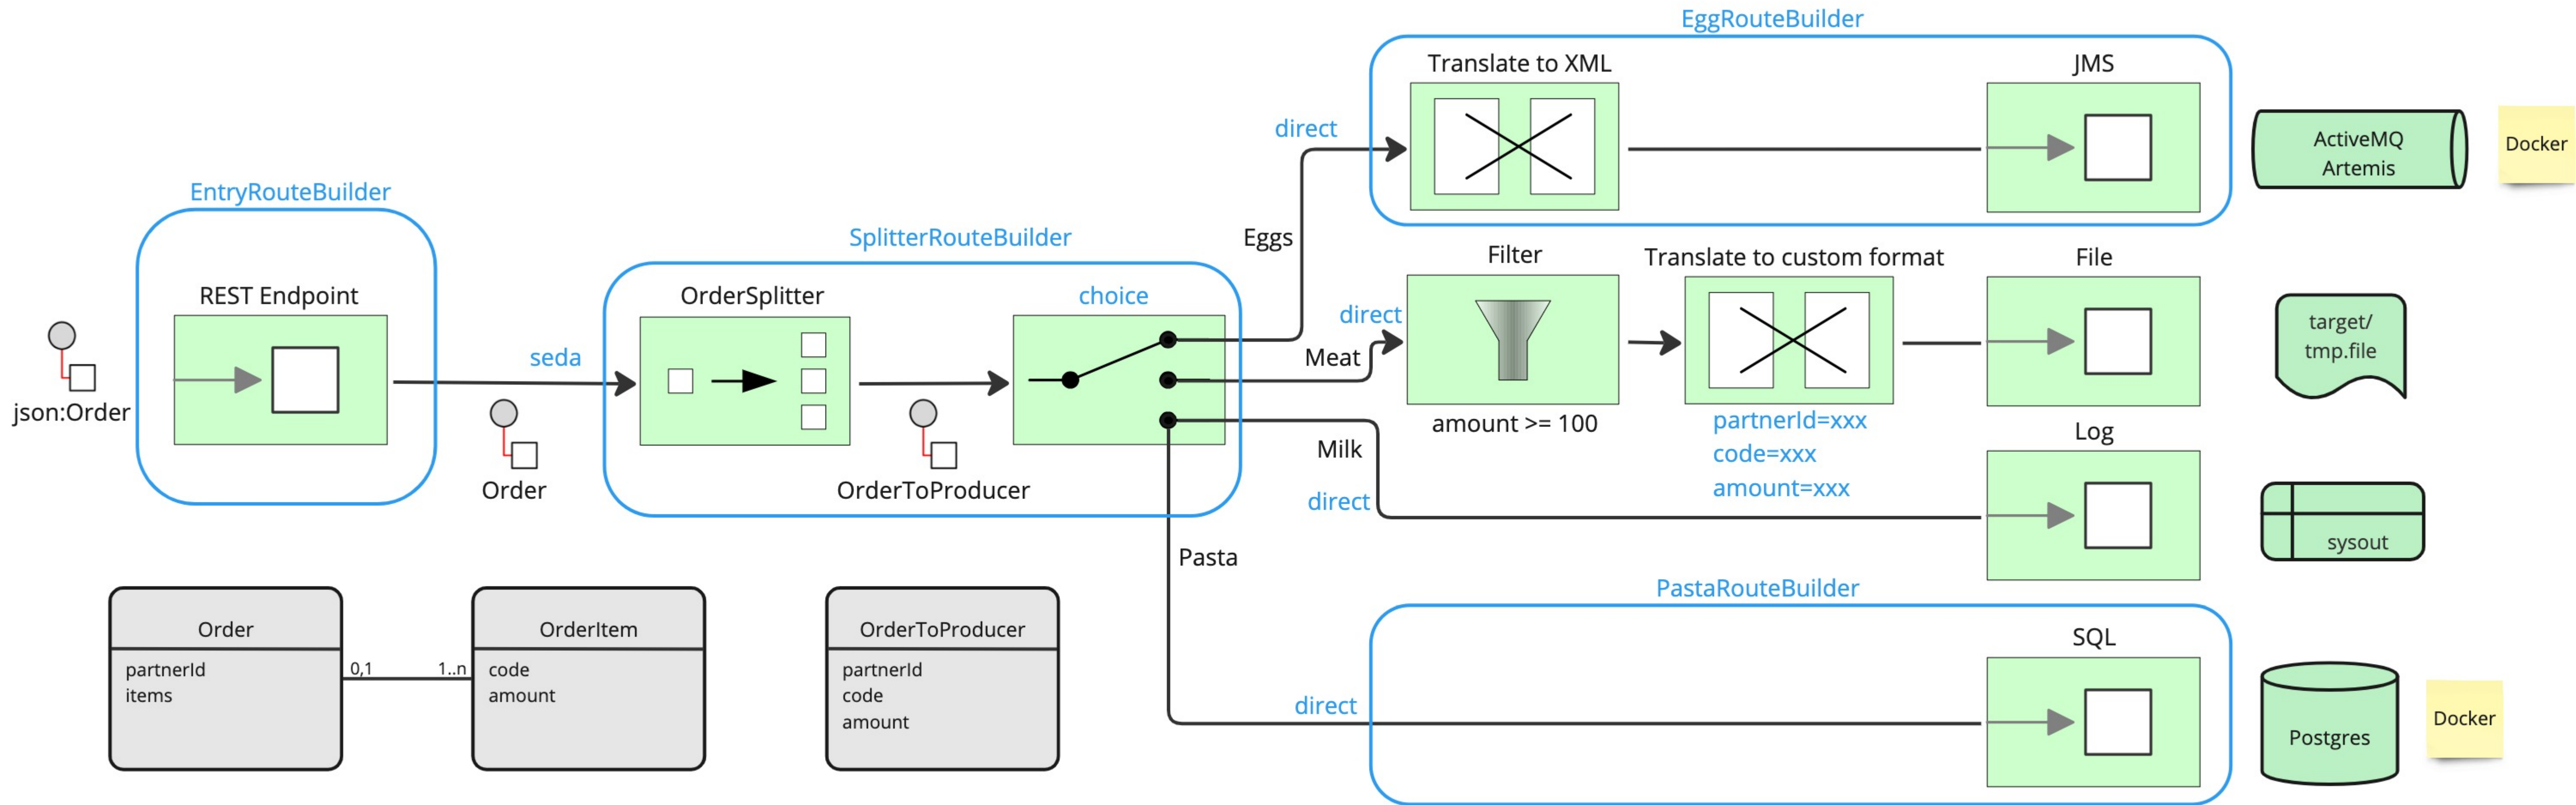 EggRouteBuilder
Translate to XML
JMS
direct
ActiveMQ
Artemis
Docker
EntryRouteBuilder
SplitterRouteBuilder
Eggs
Filter
Translate to custom format
File
REST Endpoint
OrderSplitter
choice
direct
target/
tmp.file
seda
Meat
json:Order
amount >= 100
partnerId=xxx
code=xxx
amount=xxx
Log
Milk
Order
OrderToProducer
direct
sysout
Pasta
PastaRouteBuilder
Order
partnerId
items
0,1
1..n
OrderItem
code
amount
OrderToProducer
partnerId
code
amount
SQL
direct
Postgres
Docker